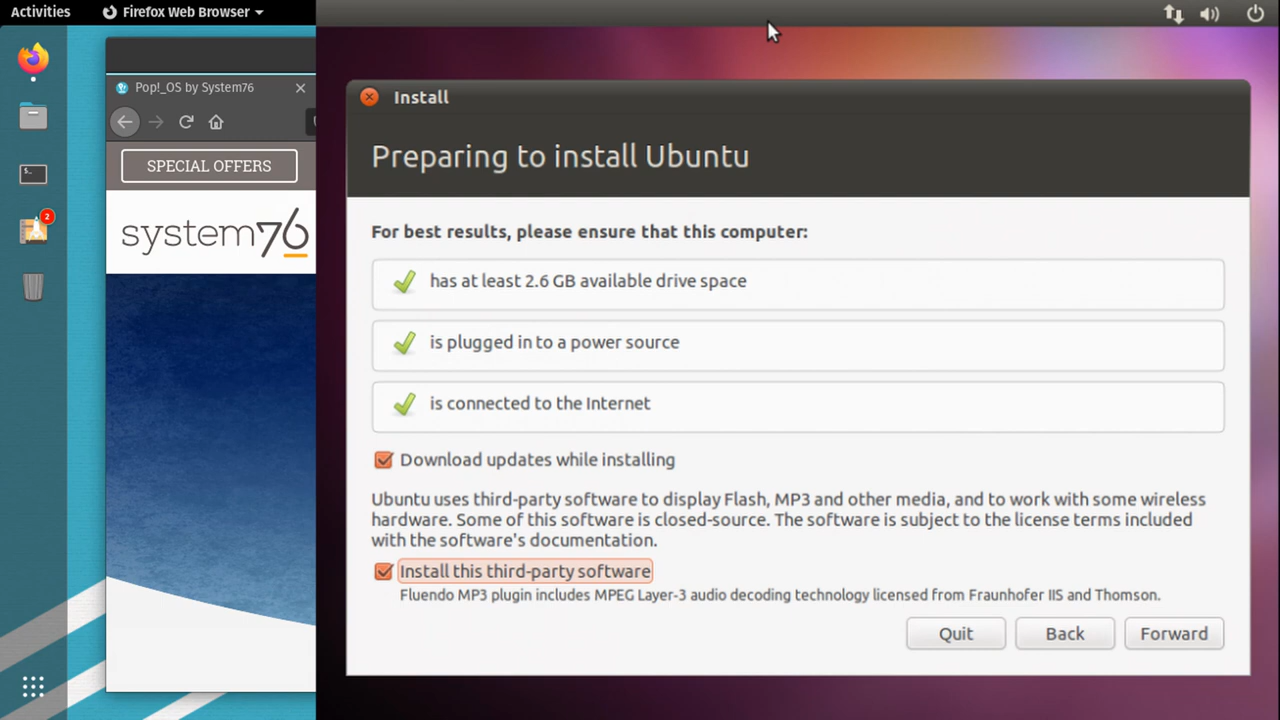 Activities
Firefox Web Browser
Pop!_OS by System76
SPECIAL OFFERS
system76
2
Install
Preparing to install Ubuntu
For best results, please ensure that this computer:
has at least 2.6 GB available drive space
is plugged in to a power source
is connected to the Internet
Download updates while installing
Ubuntu uses third-party software to display Flash, MP3 and other media, and to work with some wireless
hardware. Some of this software is closed-source. The software is subject to the license terms included
with the software's documentation.
Install this third-party software
Fluendo MP3 plugin includes MPEG Layer-3 audio decoding technology licensed from Fraunhofer IIS and Thomson.
Quit
Back
Forward